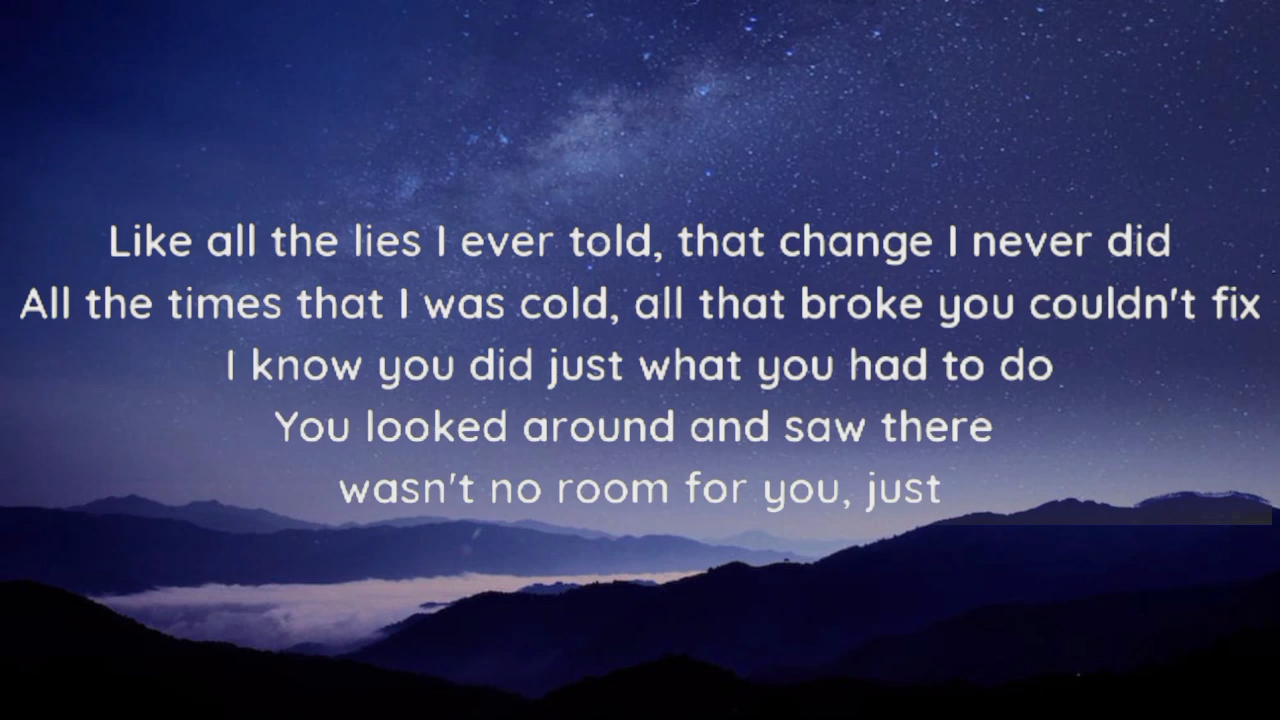 Like all the lies I ever told, that change I never did
All the times that I was cold, all that broke you couldn't fix
I know you did just what you had to do
You looked around and saw there
wasn't no room for you, just